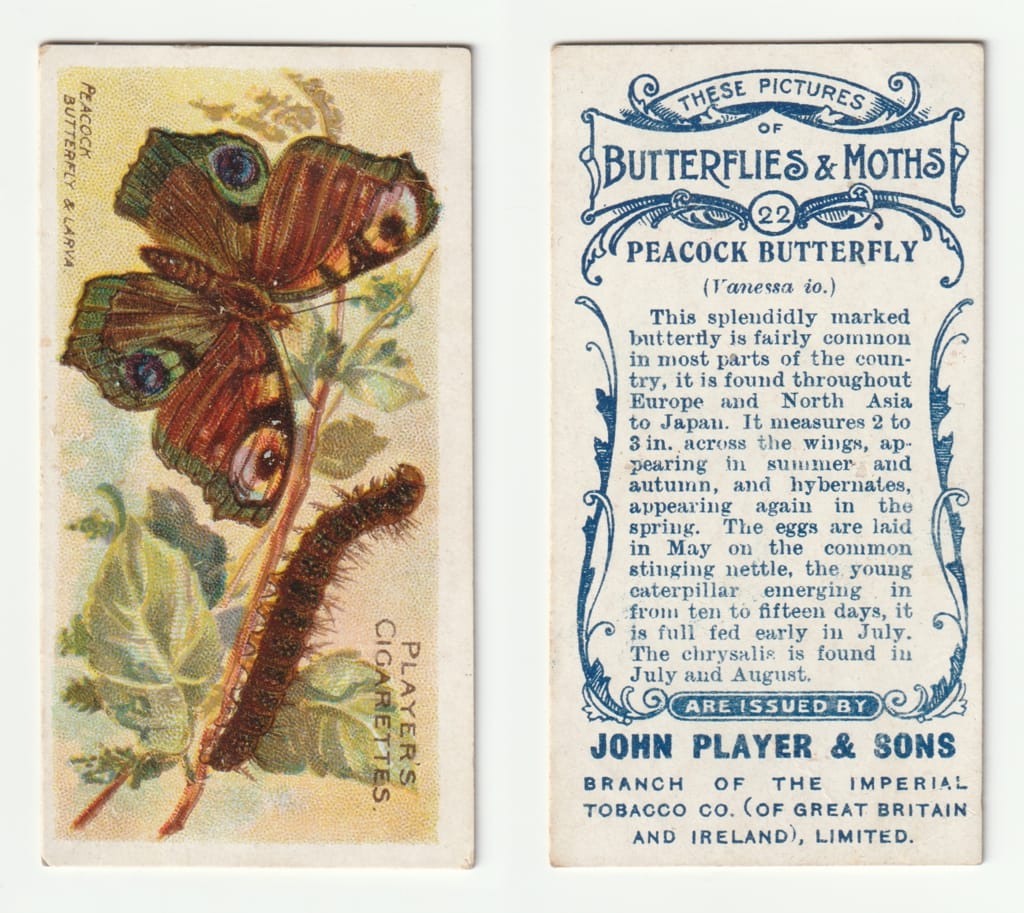 PEACOCK
BUTTERFLY & LARVA
PLAYER'S
CIGARETTES.
THESE PICTURES
OF
BUTTERFLIES & MOTHS
22
PEACOCK BUTTERFLY
(Vanessa io.)
This splendidly marked
butterfly is fairly common
in most parts of the coun-
try, it is found throughout
Europe and North Asia
to Japan. It measures 2 to
3 in. across the wings, ap-
pearing in summer and
autumn, and hybernates,
appearing again in the
spring. The eggs are laid
in May on the common
stinging nettle, the young
caterpillar emerging in
from ten to fifteen days, it
is full fed early in July.
The chrysalis is found in
July and August.
ARE ISSUED BY
JOHN PLAYER & SONS
BRANCH OF THE IMPERIAL
TOBACCO CO. (OF GREAT BRITAIN
AND IRELAND), LIMITED.